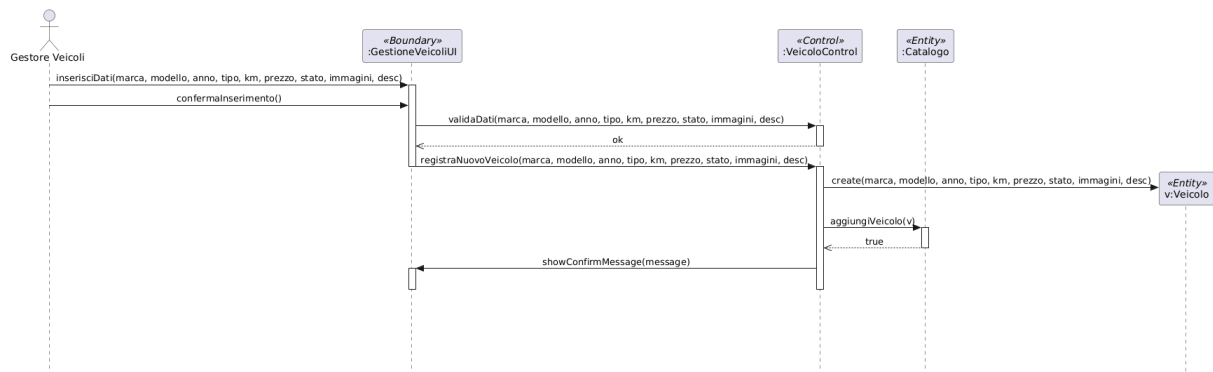 Gestore Veicoli
«Boundary»
:GestioneVeicoliUI
«Control»
:VeicoloControl
«Entity»
:Catalogo
inserisciDati(marca, modello, anno, tipo, km, prezzo, stato, immagini, desc)
confermaInserimento()
validaDati(marca, modello, anno, tipo, km, prezzo, stato, immagini, desc)
ok
registraNuovoVeicolo(marca, modello, anno, tipo, km, prezzo, stato, immagini, desc)
create(marca, modello, anno, tipo, km, prezzo, stato, immagini, desc)
«Entity»
v:Veicolo
aggiungiVeicolo(v)
true
showConfirmMessage(message)